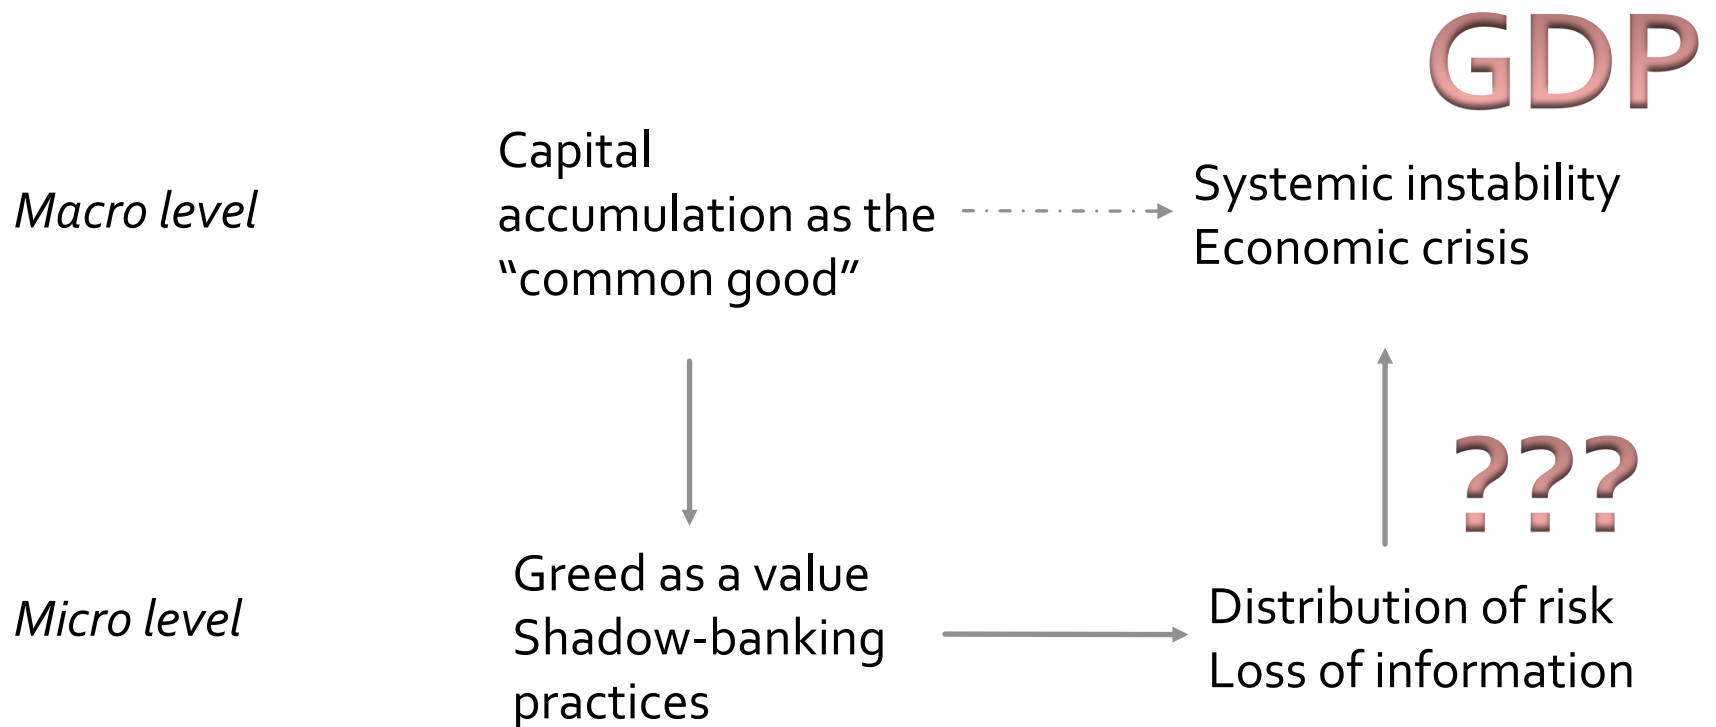 GDP
Macro level
Capital
accumulation as the
“common good”
Systemic instability
Economic crisis
???
Micro level
Greed as a value
Shadow-banking
practices
Distribution of risk
Loss of information